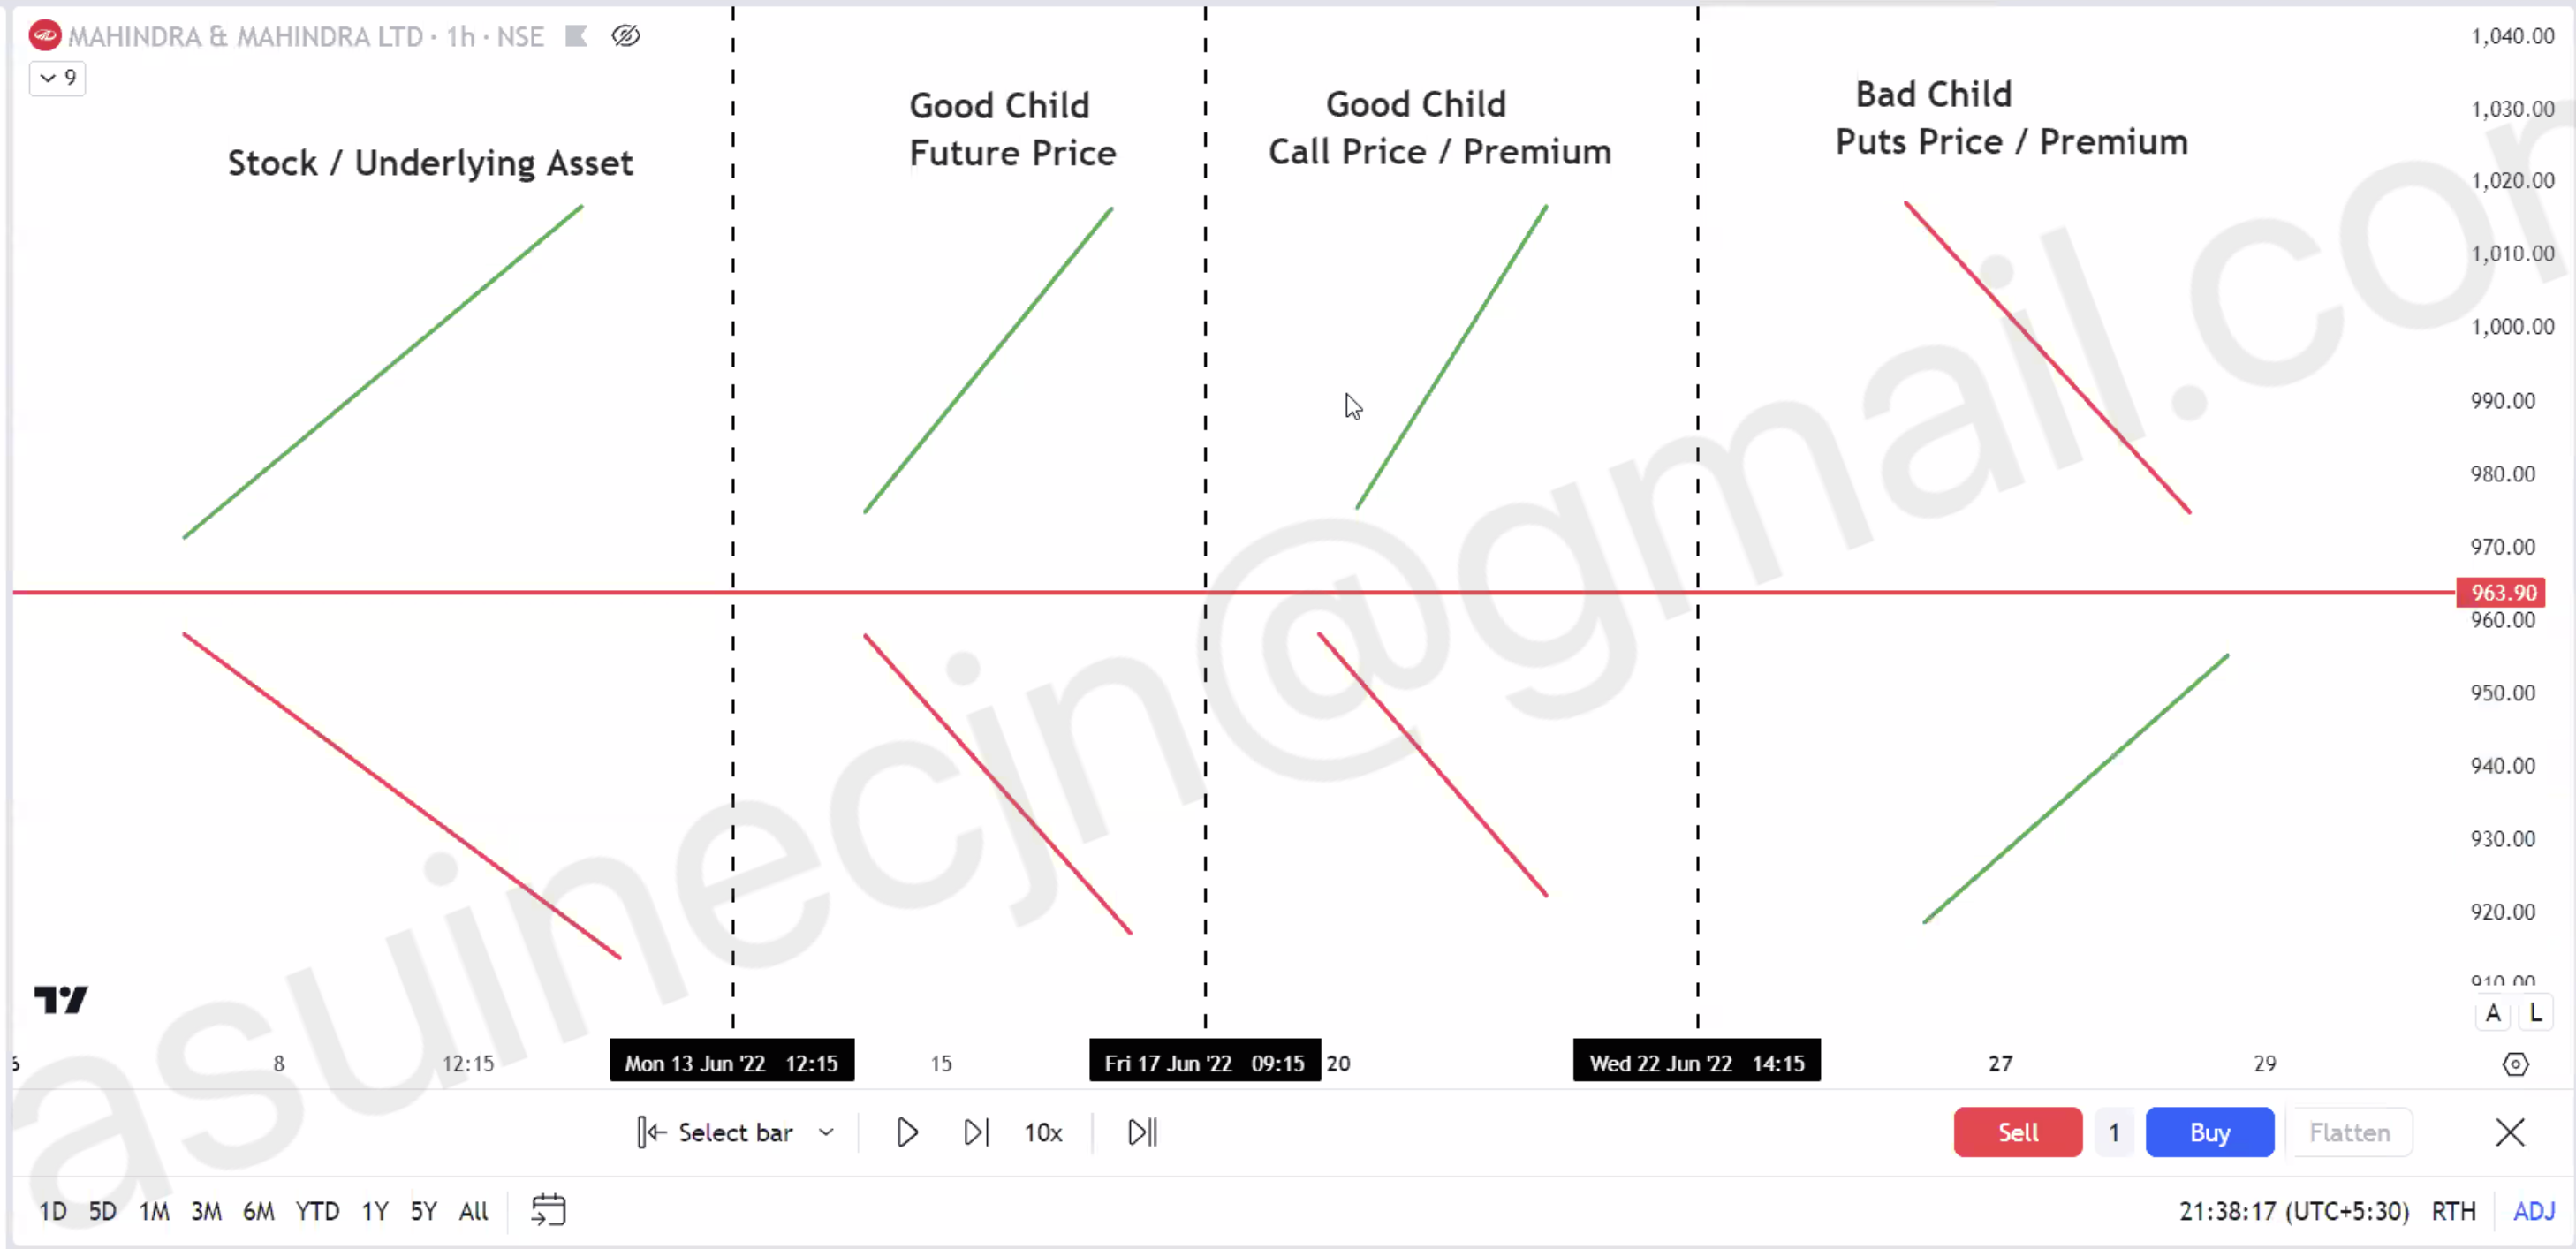 MAHINDRA & MAHINDRA LTD · 1h · NSE
9
Stock / Underlying Asset
Good Child
Future Price
Good Child
Call Price / Premium
Bad Child
Puts Price / Premium
1,040.00
1,030.00
1,020.00
1,010.00
1,000.00
990.00
980.00
970.00
963.90
960.00
950.00
940.00
930.00
920.00
910.00
asuinecjn@gmail.com
A L
6 8 12:15 Mon 13 Jun '22 12:15 15 Fri 17 Jun '22 09:15 20 Wed 22 Jun '22 14:15 27 29
Select bar 10x Sell 1 Buy Flatten
1D 5D 1M 3M 6M YTD 1Y 5Y All 21:38:17 (UTC+5:30) RTH ADJ